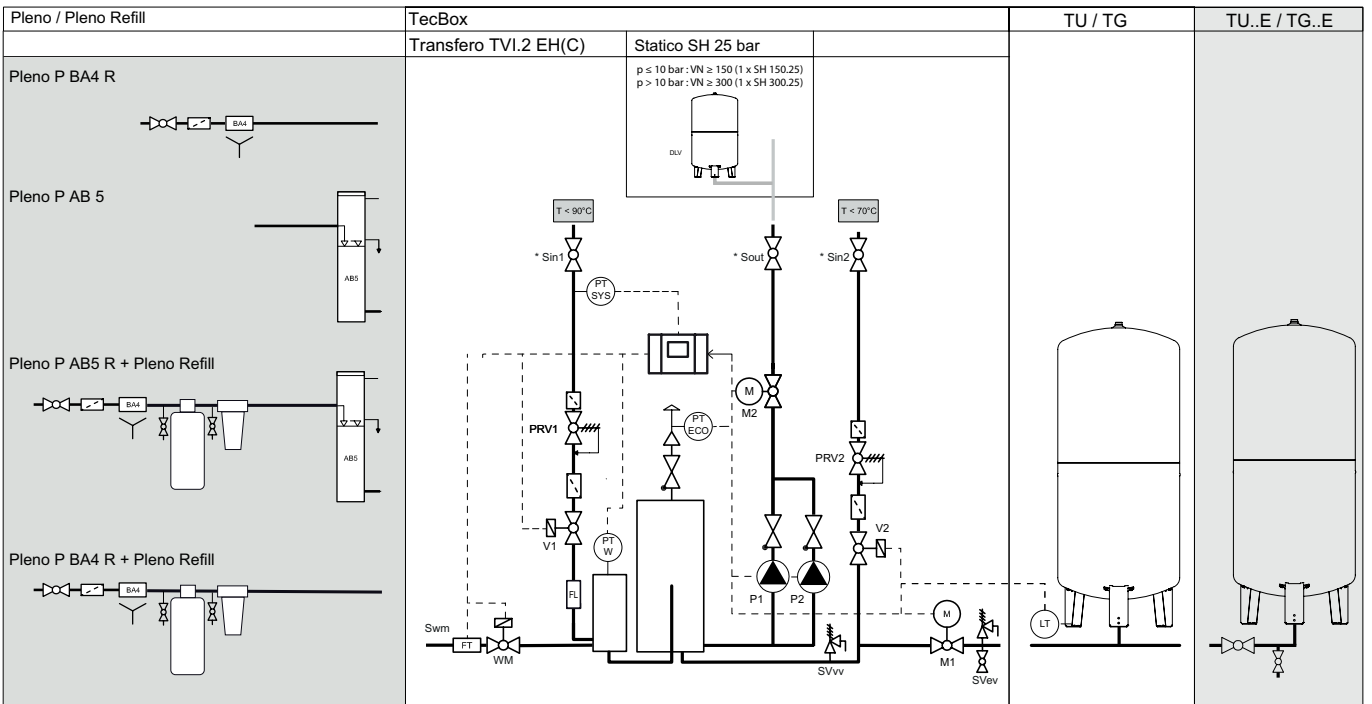 Pleno / Pleno Refill
TecBox
TU / TG
TU..E / TG..E
Transfero TVI.2 EH(C)
Statico SH 25 bar
Pleno P BA4 R
BA4
p ≤ 10 bar : VN ≥ 150 (1 x SH 150.25)
p > 10 bar : VN ≥ 300 (1 x SH 300.25)
DLV
Pleno P AB 5
AB5
T < 90°C
T < 70°C
* Sin1
* Sout
* Sin2
PT
SYS
Pleno P AB5 R + Pleno Refill
BA4
AB5
M
M2
PRV1
PT
ECO
PRV2
V1
PT
W
V2
Pleno P BA4 R + Pleno Refill
BA4
FL
P1
P2
Swm
FT
WM
SVvv
M
M1
SVev
LT